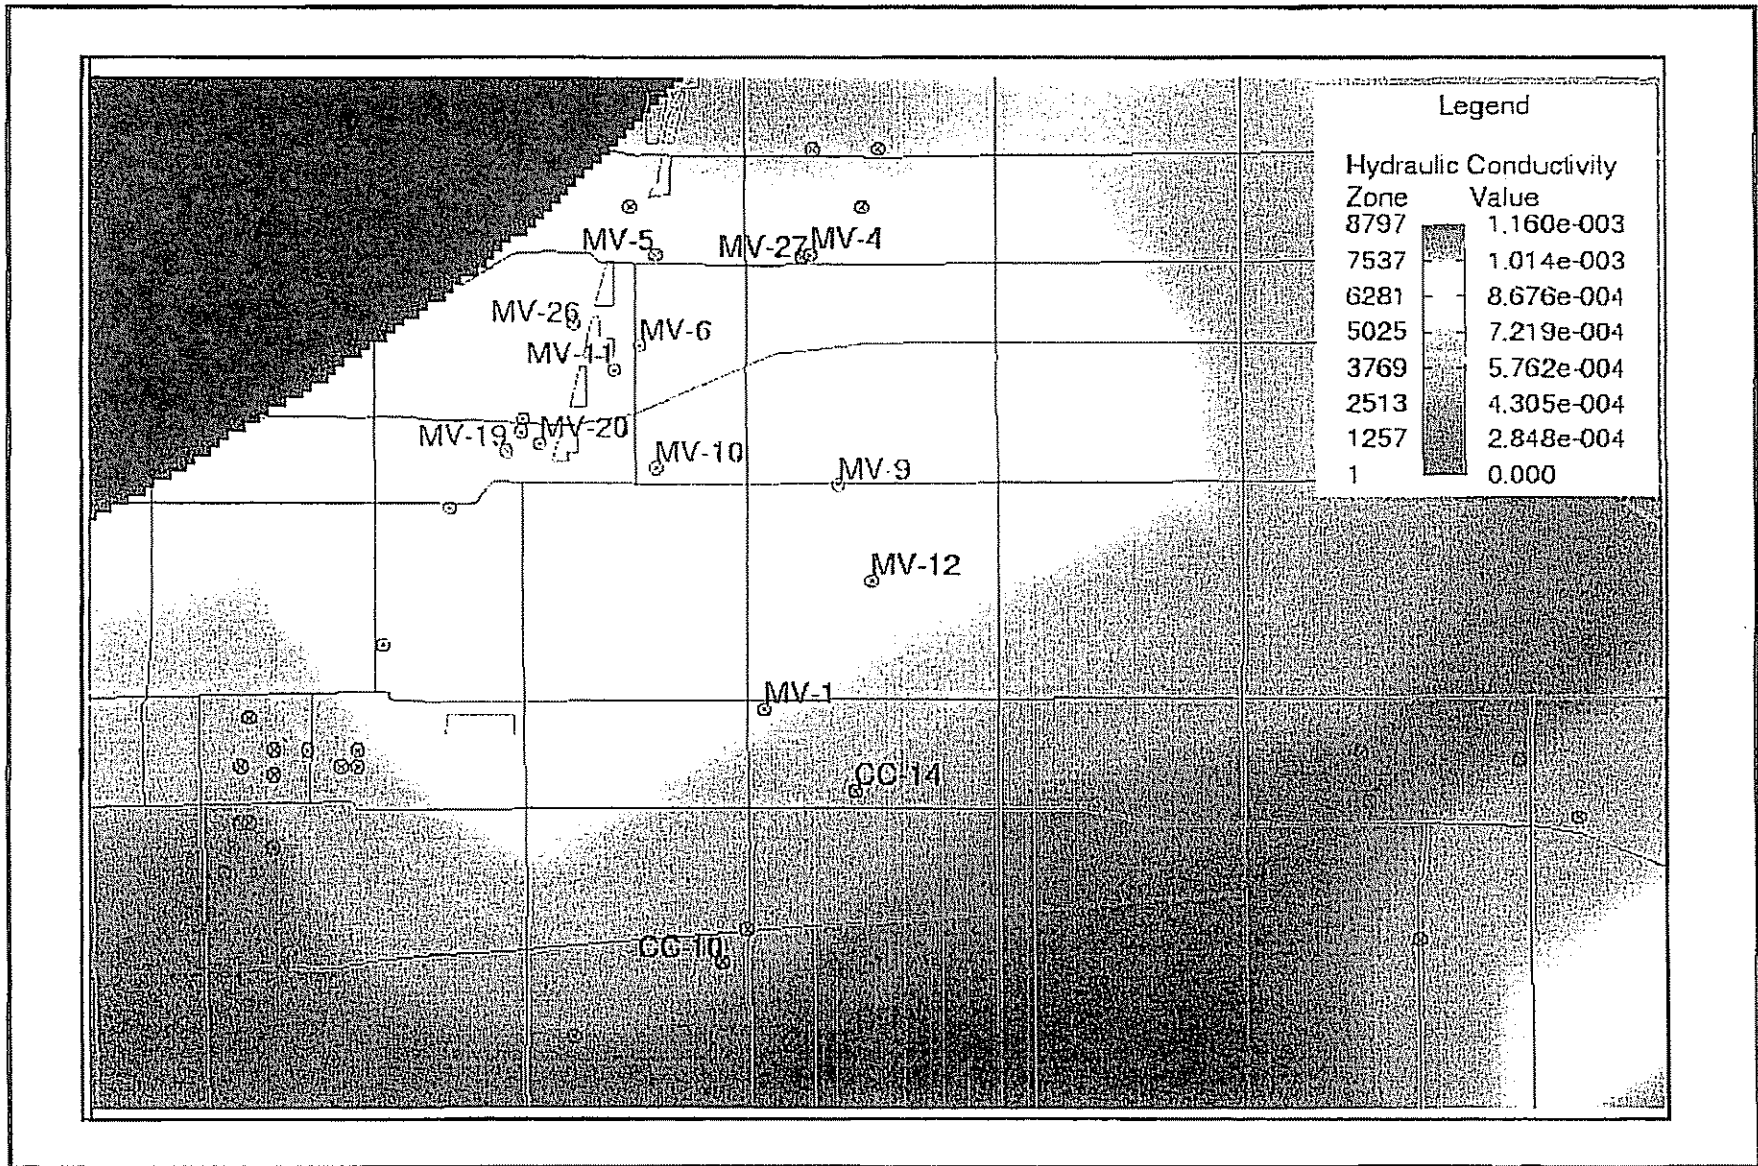 Legend
Hydraulic Conductivity
Zone Value
8797 1.160e-003
7537 1.014e-003
6281 8.676e-004
5025 7.219e-004
3769 5.762e-004
2513 4.305e-004
1257 2.848e-004
1 0.000
MV-5
MV-27
MV-4
MV-26
MV-6
MV-11
MV-19
MV-20
MV-10
MV-9
MV-12
MV-1
CC-14
CC-10